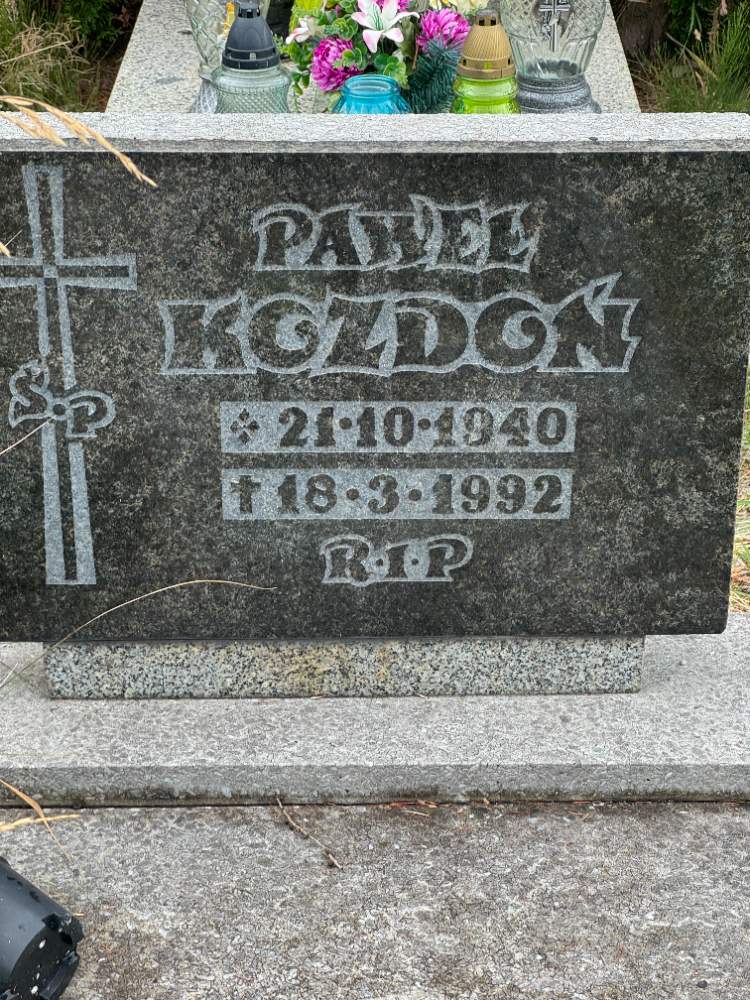 PAWEŁ
KOZDOŃ
Ś.P
21·10·1940
✝18·3·1992
R·I·P